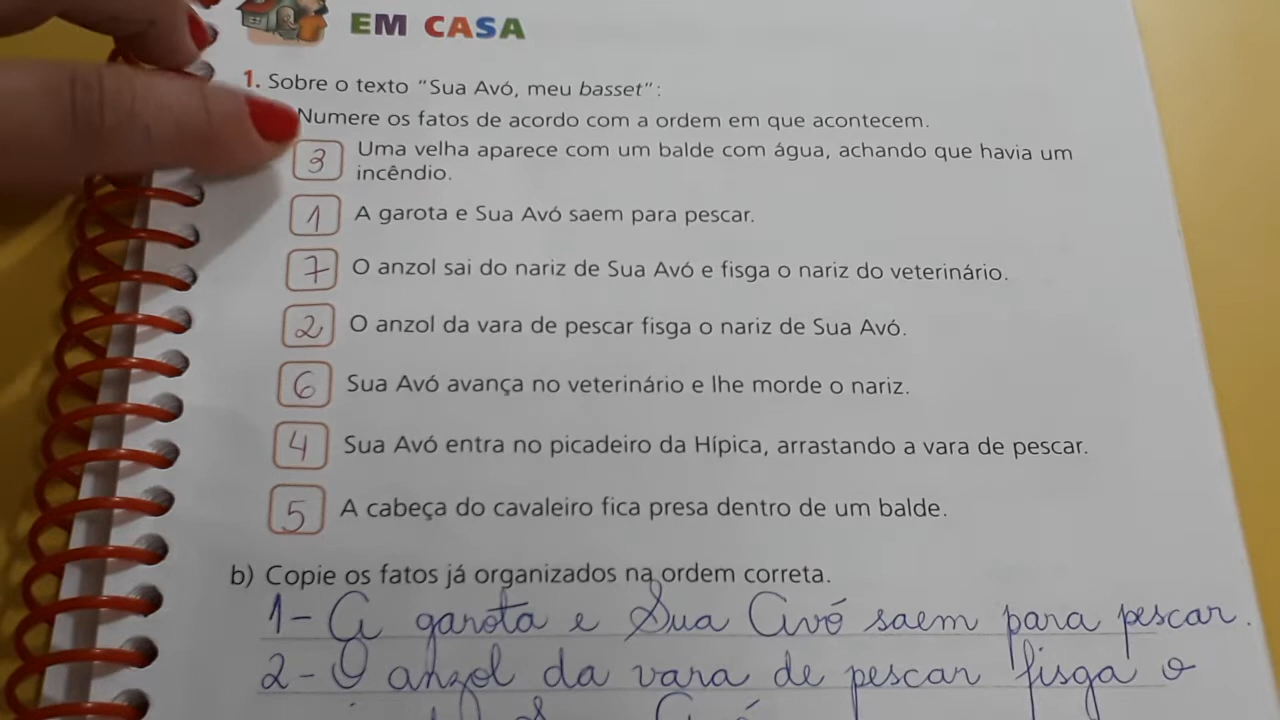 EM CASA
1. Sobre o texto "Sua Avó, meu basset":
Numere os fatos de acordo com a ordem em que acontecem.
3 Uma velha aparece com um balde com água, achando que havia um
incêndio.
1 A garota e Sua Avó saem para pescar.
7 O anzol sai do nariz de Sua Avó e fisga o nariz do veterinário.
2 O anzol da vara de pescar fisga o nariz de Sua Avó.
6 Sua Avó avança no veterinário e lhe morde o nariz.
4 Sua Avó entra no picadeiro da Hípica, arrastando a vara de pescar.
5 A cabeça do cavaleiro fica presa dentro de um balde.
b) Copie os fatos já organizados na ordem correta.
1- A garota e Sua Avó saem para pescar.
2- O anzol da vara de pescar fisga o